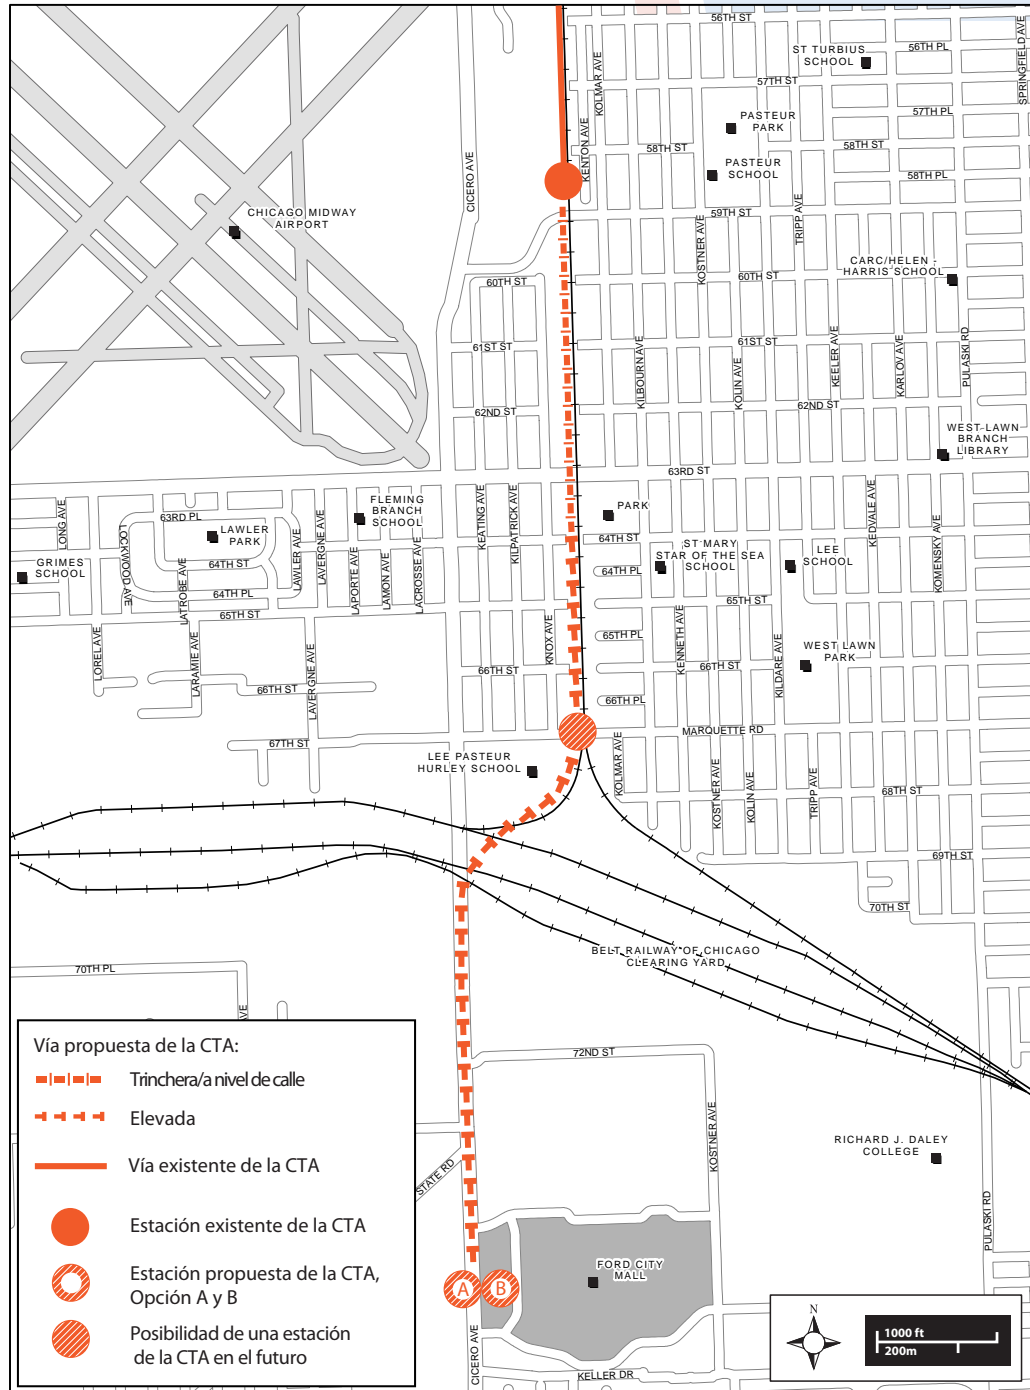 56TH ST
56TH PL
ST TURBIUS
SCHOOL
SPRINGFIELD AVE
KOLMAR AVE
57TH ST
57TH PL
PASTEUR
PARK
KENTON AVE
58TH ST
58TH ST
PASTEUR
SCHOOL
58TH PL
CICERO AVE
CHICAGO MIDWAY
AIRPORT
59TH ST
TRIPP AVE
KOSTNER AVE
CARC/HELEN -
HARRIS SCHOOL
60TH ST
60TH ST
61ST ST
61ST ST
KILBOURN AVE
KOLIN AVE
KEELER AVE
KARLOV AVE
PULASKI RD
62ND ST
62ND ST
WEST LAWN
BRANCH
LIBRARY
63RD ST
LONG AVE
63RD PL
LAWLER
PARK
FLEMING
BRANCH
SCHOOL
KEATING AVE
KILPATRICK AVE
PARK
KEDVALE AVE
64TH ST
ST MARY
STAR OF THE SEA
SCHOOL
LEE
SCHOOL
KOMENSKY AVE
GRIMES
SCHOOL
LOCKWOOD AVE
LATROBE AVE
64TH ST
LAWLER AVE
LAVERGNE AVE
LAPORTE AVE
LAMON AVE
LACROSSE AVE
64TH PL
64TH PL
65TH ST
65TH ST
65TH PL
LOREL AVE
LARAMIE AVE
LAVERGNE AVE
KNOX AVE
KENNETH AVE
KILDARE AVE
WEST LAWN
PARK
66TH ST
66TH ST
66TH ST
66TH PL
67TH ST
MARQUETTE RD
LEE PASTEUR
HURLEY SCHOOL
KOLMAR AVE
KOSTNER AVE
KOLIN AVE
TRIPP AVE
68TH ST
69TH ST
70TH ST
BELT RAILWAY OF CHICAGO
CLEARING YARD
70TH PL
AVE
72ND ST
KOSTNER AVE
RICHARD J. DALEY
COLLEGE
PULASKI RD
STATE RD
FORD CITY
MALL
A
B
CICERO AVE
KELLER DR
Vía propuesta de la CTA:
Trinchera/a nivel de calle
Elevada
Vía existente de la CTA
Estación existente de la CTA
Estación propuesta de la CTA,
Opción A y B
Posibilidad de una estación
de la CTA en el futuro
N
1000 ft
200m